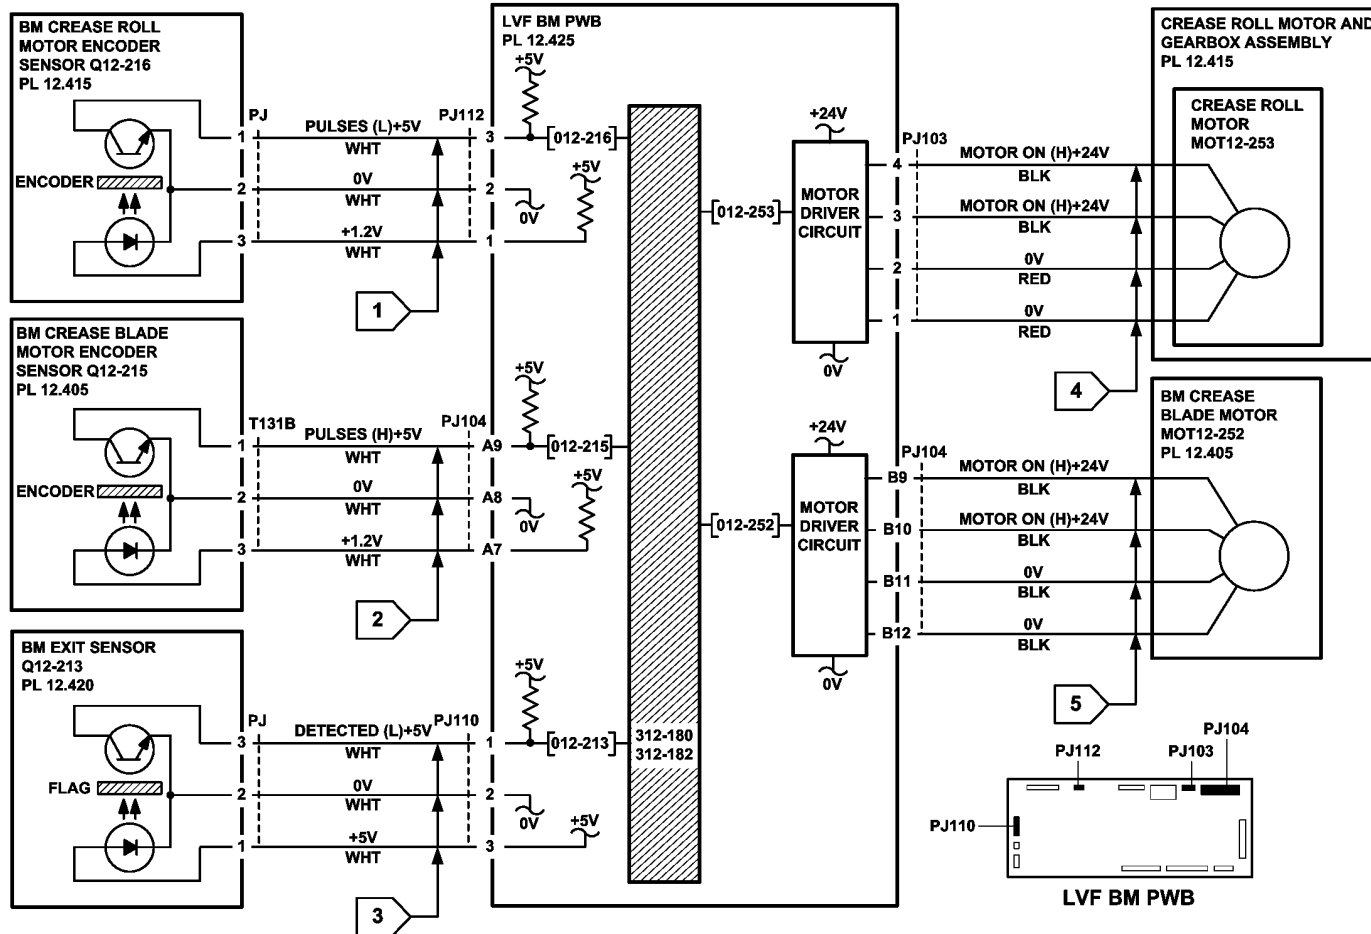 BM CREASE ROLL
MOTOR ENCODER
SENSOR Q12-216
PL 12.415
ENCODER
PJ
1
2
3
PULSES (L)+5V
WHT
0V
WHT
+1.2V
WHT
PJ112
3
2
1
1
BM CREASE BLADE
MOTOR ENCODER
SENSOR Q12-215
PL 12.405
ENCODER
T131B
1
2
3
PULSES (H)+5V
WHT
0V
WHT
+1.2V
WHT
PJ104
A9
A8
A7
2
BM EXIT SENSOR
Q12-213
PL 12.420
FLAG
PJ
3
2
1
DETECTED (L)+5V
WHT
0V
WHT
+5V
WHT
PJ110
1
2
3
3
LVF BM PWB
PL 12.425
+5V
[012-216]
+5V
0V
+5V
[012-215]
+5V
0V
+5V
[012-213]
0V
+5V
312-180
312-182
[012-253]
+24V
MOTOR
DRIVER
CIRCUIT
0V
[012-252]
+24V
MOTOR
DRIVER
CIRCUIT
0V
PJ103
4
3
2
1
MOTOR ON (H)+24V
BLK
MOTOR ON (H)+24V
BLK
0V
RED
0V
RED
4
CREASE ROLL MOTOR AND
GEARBOX ASSEMBLY
PL 12.415
CREASE ROLL
MOTOR
MOT12-253
PJ104
B9
B10
B11
B12
MOTOR ON (H)+24V
BLK
MOTOR ON (H)+24V
BLK
0V
BLK
0V
BLK
5
BM CREASE
BLADE MOTOR
MOT12-252
PL 12.405
PJ104
PJ112
PJ103
PJ110
LVF BM PWB